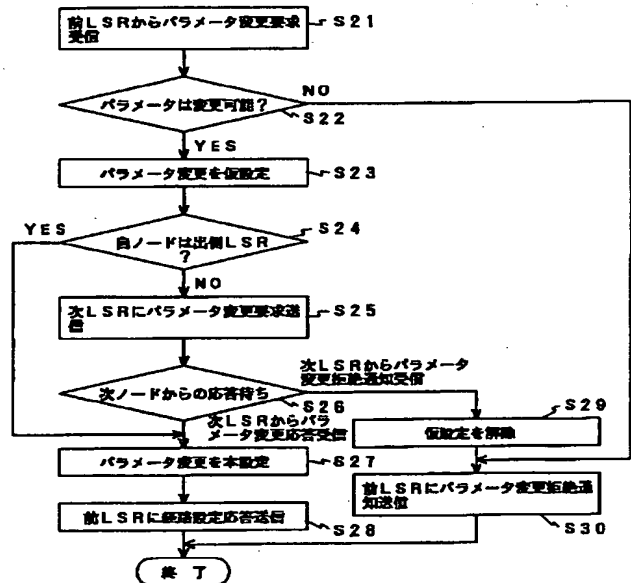 前LSRからパラメータ変更要求
受信
S21
パラメータは変更可能?
NO
S22
YES
パラメータ変更を仮設定
S23
自ノードは出側LSR
?
S24
YES
NO
次LSRにパラメータ変更要求送
信
S25
次ノードからの応答待ち
S26
次LSRからパラメータ
変更拒絶通知受信
次LSRからパラ
メータ変更応答受信
仮設定を解除
S29
パラメータ変更を本設定
S27
前LSRにパラメータ変更拒絶通
知送信
S30
前LSRに経路設定応答送信
S28
終了